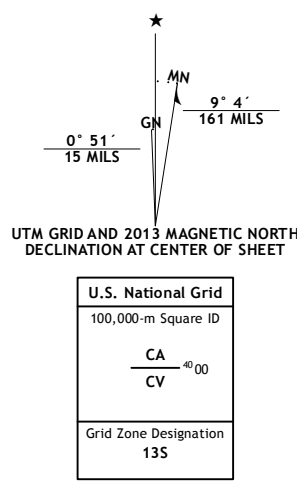 ★
MN
GN
9° 4´
161 MILS
0° 51´
15 MILS
UTM GRID AND 2013 MAGNETIC NORTH
DECLINATION AT CENTER OF SHEET
U.S. National Grid
100,000-m Square ID
CA
40 00
CV
Grid Zone Designation
13S